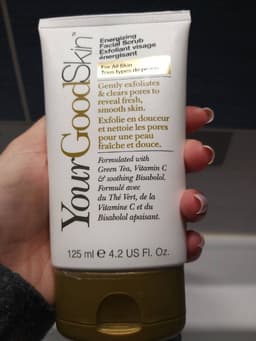 YourGoodSkin™
Energizing
Facial Scrub
Exfoliant visage
énergisant
For All Skin
Tous types de peaux
Gently exfoliates
& clears pores to
reveal fresh,
smooth skin.
Exfolie en douceur
et nettoie les pores
pour une peau
fraîche et douce.
Formulated with
Green Tea, Vitamin C
& soothing Bisabolol.
Formulé avec
du Thé Vert, de la
Vitamine C et du
Bisabolol apaisant.
125 ml ℮ 4.2 US Fl. Oz.